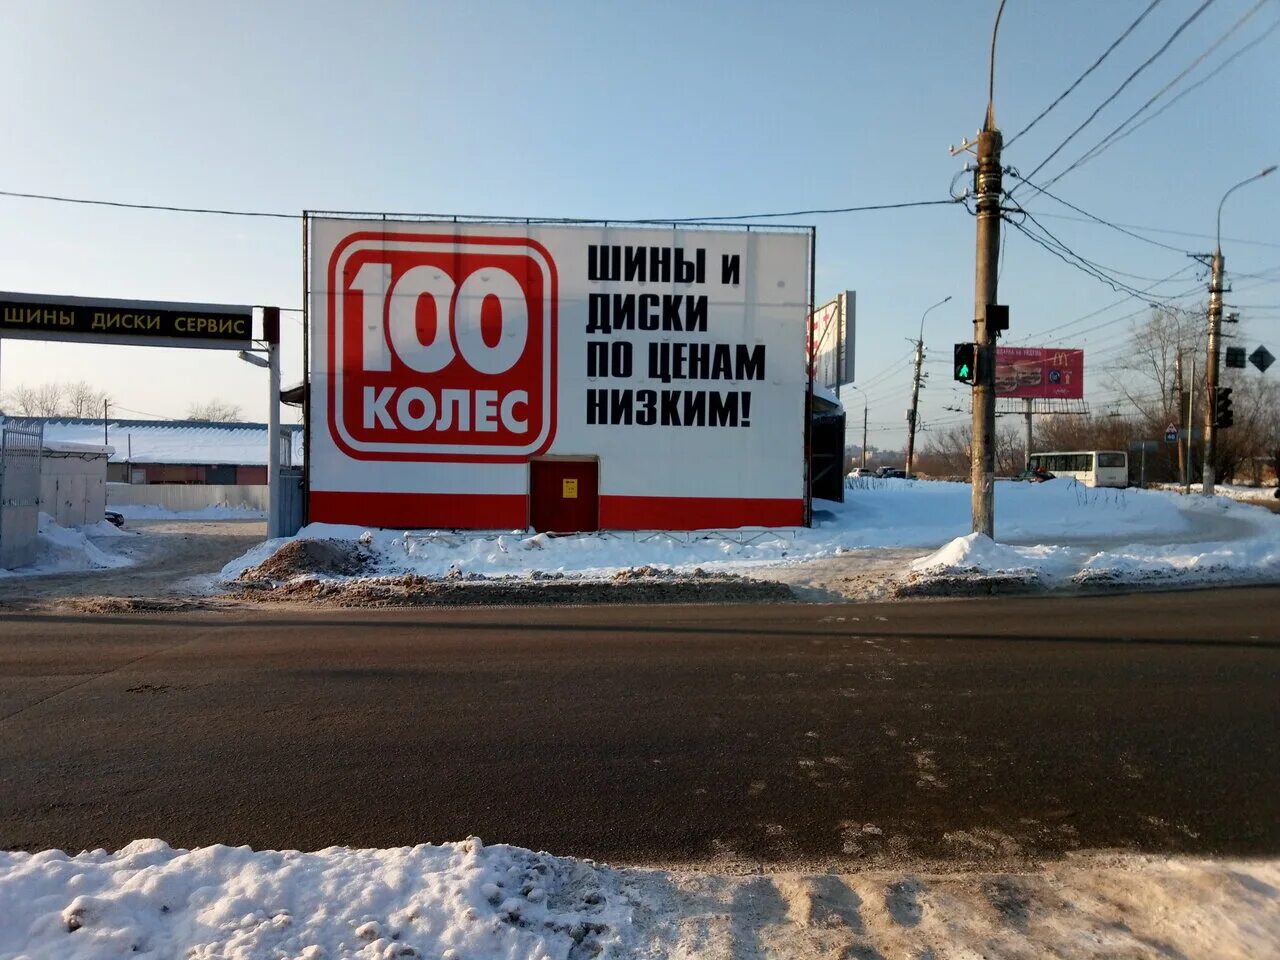 ШИНЫ ДИСКИ СЕРВИС
100
КОЛЕС
ШИНЫ И
ДИСКИ
ПО ЦЕНАМ
НИЗКИМ!